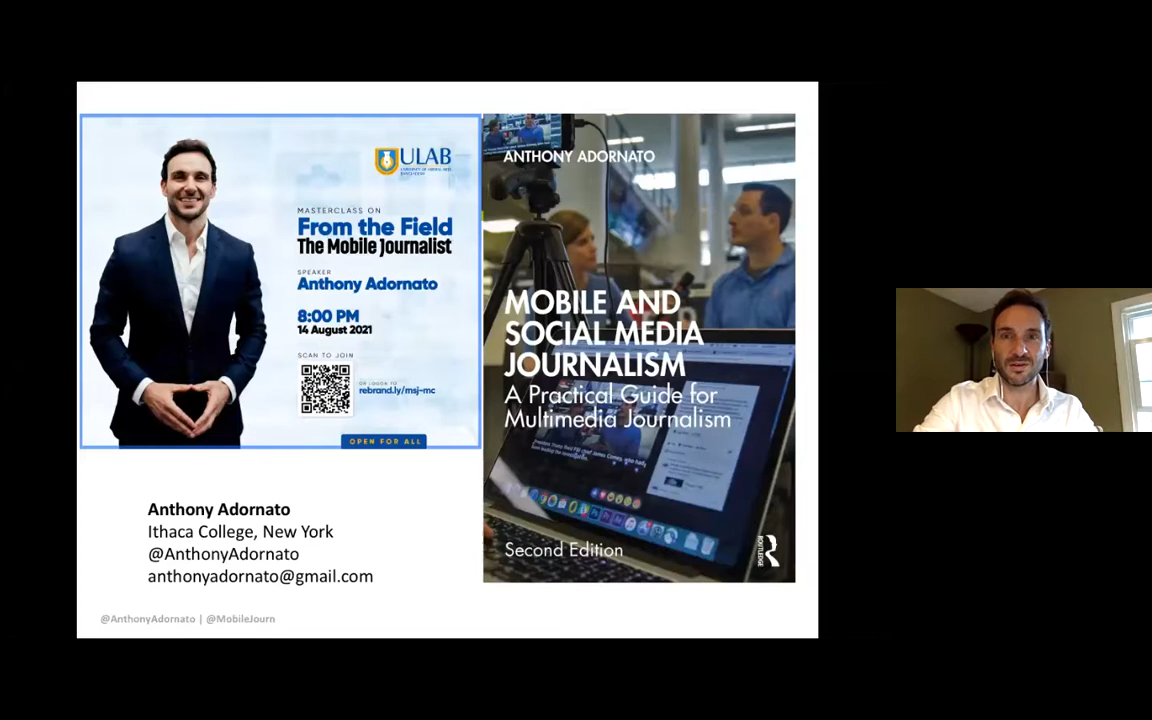 ULAB
MASTERCLASS ON
From the Field
The Mobile Journalist
SPEAKER
Anthony Adornato
8:00 PM
14 August 2021
SCAN TO JOIN
rebrand.ly/msj-mc
OPEN FOR ALL
ANTHONY ADORNATO
MOBILE AND
SOCIAL MEDIA
JOURNALISM
A Practical Guide for
Multimedia Journalism
Second Edition
ROUTLEDGE
Anthony Adornato
Ithaca College, New York
@AnthonyAdornato
anthonyadornato@gmail.com
@AnthonyAdornato | @MobileJourn